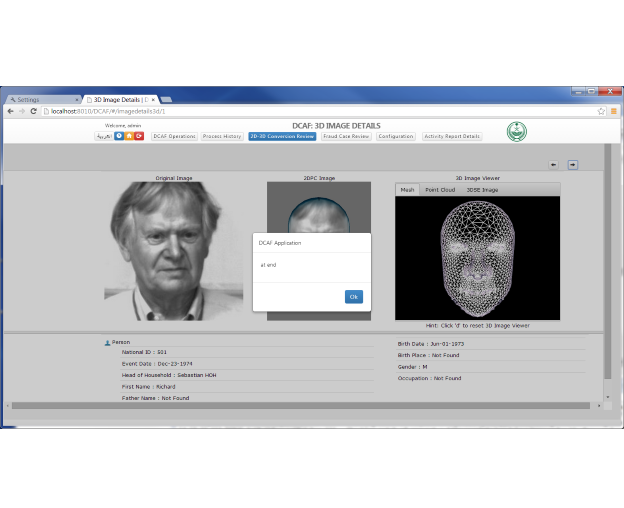 Settings
3D Image Details | D
localhost:8010/DCAF/#/imagedetails3d/1
Welcome, admin
DCAF: 3D IMAGE DETAILS
DCAF Operations
Process History
2D-3D Conversion Review
Fraud Case Review
Configuration
Activity Report Details
Original Image
2DPC Image
3D Image Viewer
Mesh
Point Cloud
3DSE Image
DCAF Application
at end
Ok
Hint: Click 'd' to reset 3D Image Viewer
Person
National ID : 501
Event Date : Dec-23-1974
Head of Household : Sebastian HOH
First Name : Richard
Father Name : Not Found
Birth Date : Jun-01-1973
Birth Place : Not Found
Gender : M
Occupation : Not Found